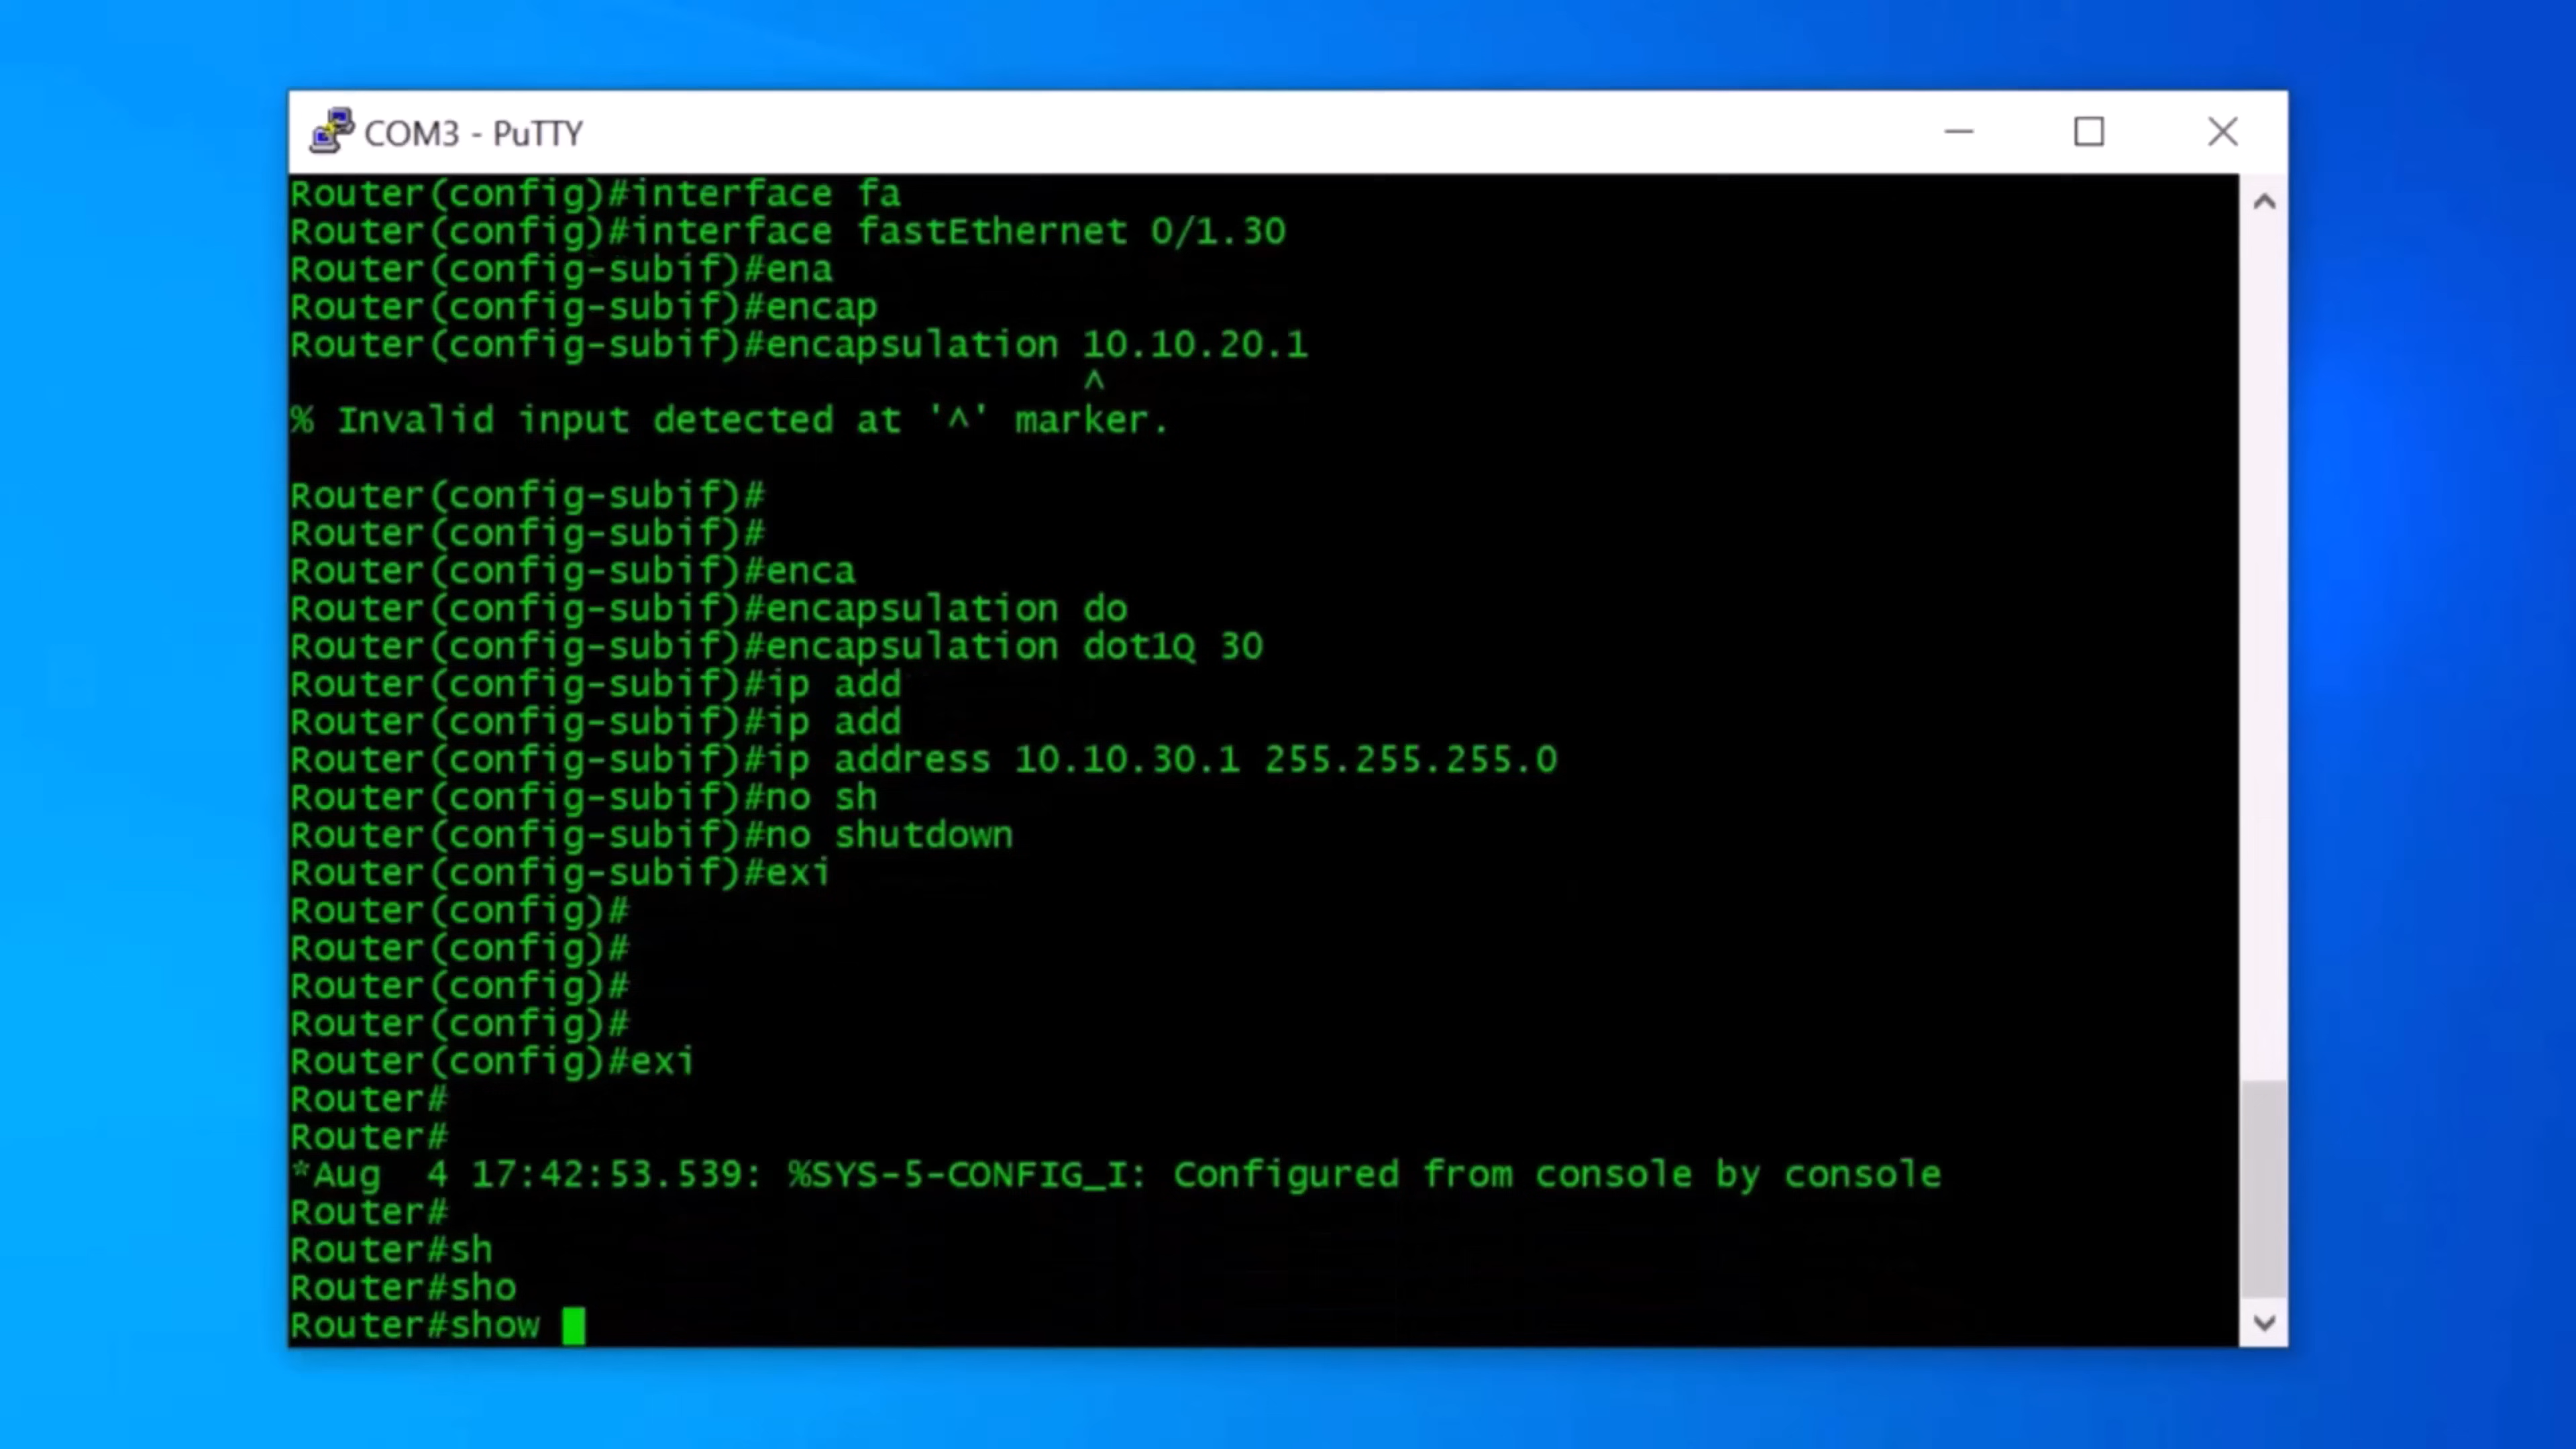 COM3 - PuTTY
Router(config)#interface fa
Router(config)#interface fastEthernet 0/1.30
Router(config-subif)#ena
Router(config-subif)#encap
Router(config-subif)#encapsulation 10.10.20.1
^
% Invalid input detected at '^' marker.
Router(config-subif)#
Router(config-subif)#
Router(config-subif)#enca
Router(config-subif)#encapsulation do
Router(config-subif)#encapsulation dot1Q 30
Router(config-subif)#ip add
Router(config-subif)#ip add
Router(config-subif)#ip address 10.10.30.1 255.255.255.0
Router(config-subif)#no sh
Router(config-subif)#no shutdown
Router(config-subif)#exi
Router(config)#
Router(config)#
Router(config)#
Router(config)#
Router(config)#exi
Router#
Router#
*Aug  4 17:42:53.539: %SYS-5-CONFIG_I: Configured from console by console
Router#
Router#sh
Router#sho
Router#show